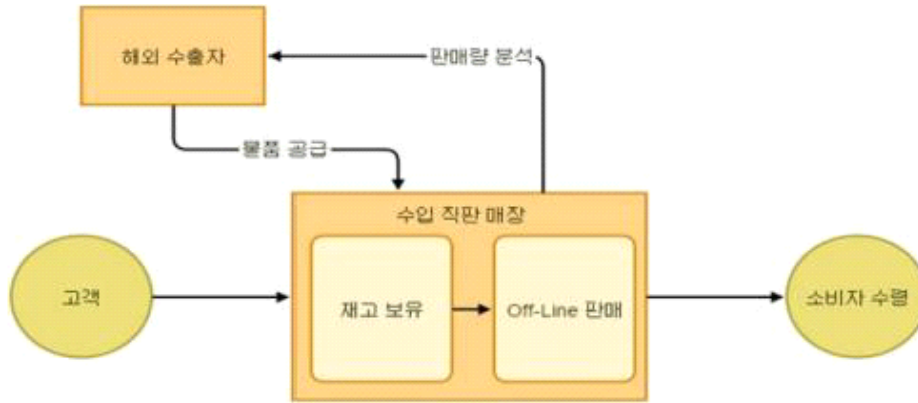 해외 수출자
판매량 분석
물품 공급
수입 직판 매장
고객
재고 보유
Off-Line 판매
소비자 수령